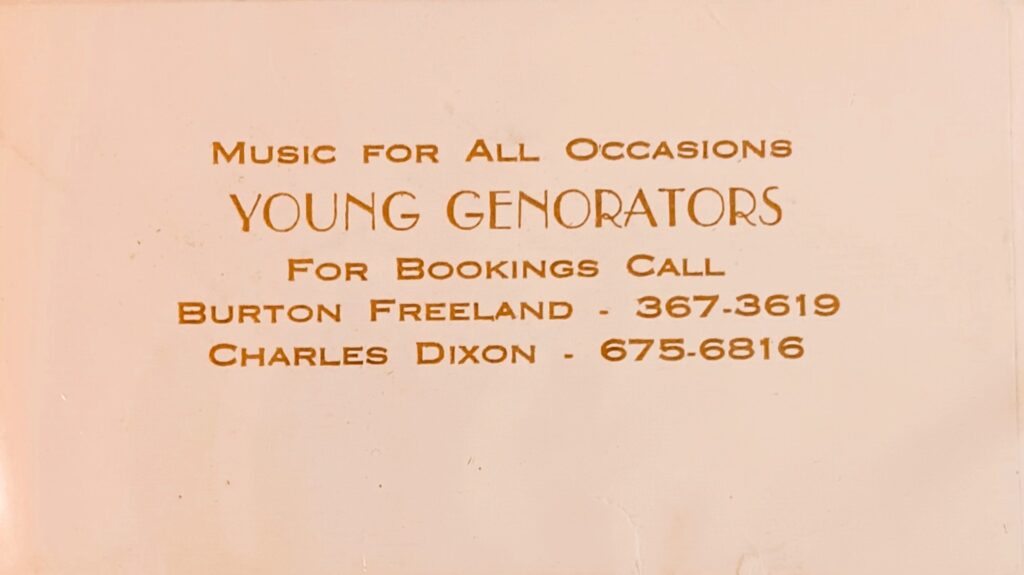 Music for All Occasions
YOUNG GENORATORS
For Bookings Call
Burton Freeland - 367-3619
Charles Dixon - 675-6816